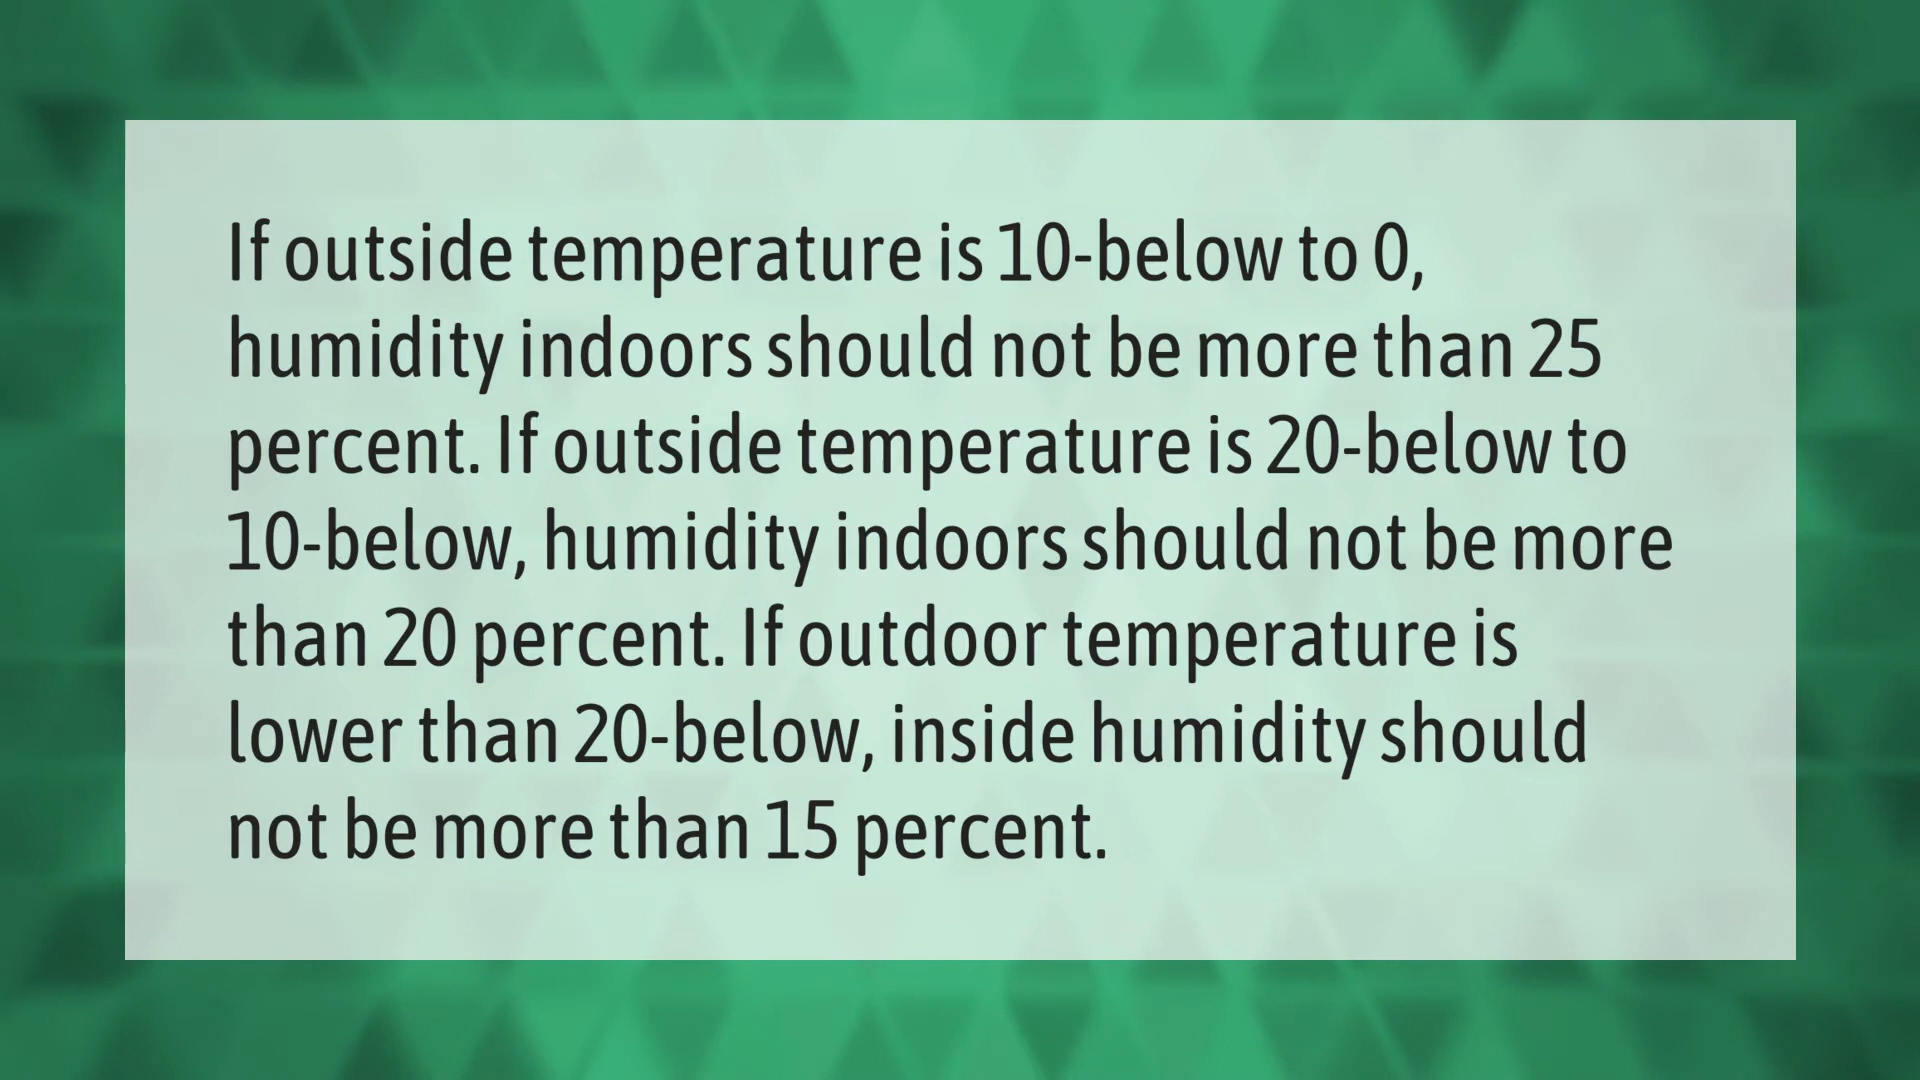 If outside temperature is 10-below to 0,
humidity indoors should not be more than 25
percent. If outside temperature is 20-below to
10-below, humidity indoors should not be more
than 20 percent. If outdoor temperature is
lower than 20-below, inside humidity should
not be more than 15 percent.